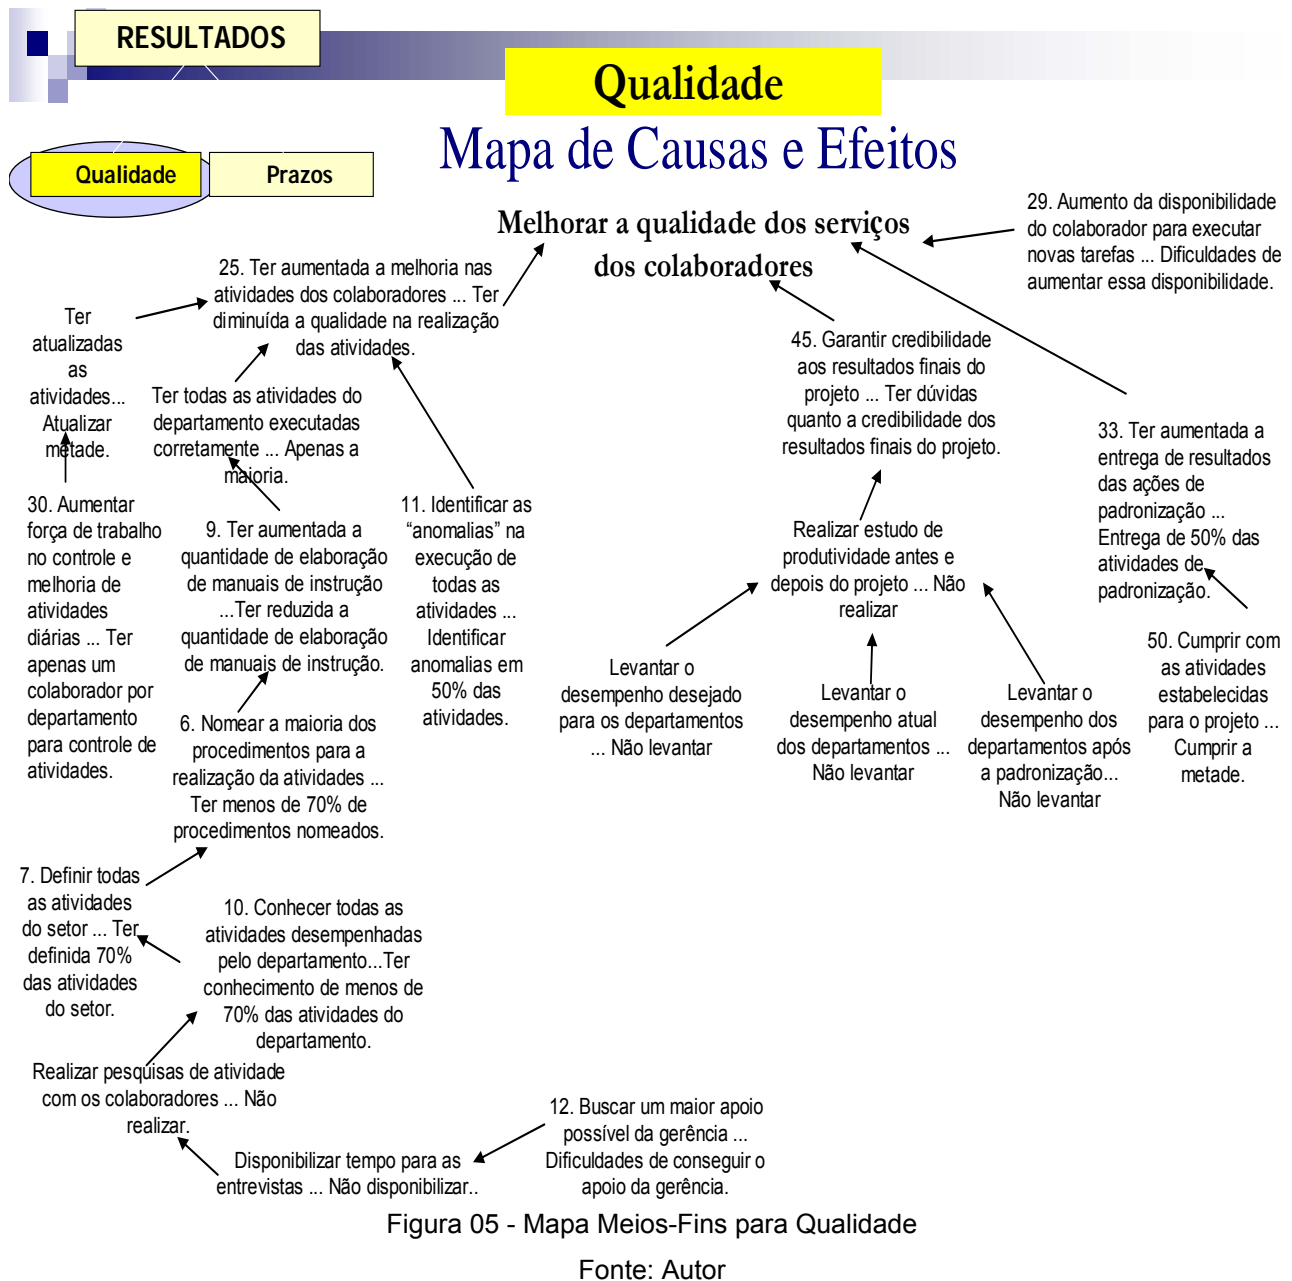 RESULTADOS
Qualidade
Mapa de Causas e Efeitos
Qualidade
Prazos
Melhorar a qualidade dos serviços
dos colaboradores
29. Aumento da disponibilidade
do colaborador para executar
novas tarefas ... Dificuldades de
aumentar essa disponibilidade.
25. Ter aumentada a melhoria nas
atividades dos colaboradores ... Ter
diminuída a qualidade na realização
das atividades.
Ter
atualizadas
as
atividades...
Atualizar
metade.
Ter todas as atividades do
departamento executadas
corretamente ... Apenas a
maioria.
45. Garantir credibilidade
aos resultados finais do
projeto ... Ter dúvidas
quanto a credibilidade dos
resultados finais do projeto.
33. Ter aumentada a
entrega de resultados
das ações de
padronização ...
Entrega de 50% das
atividades de
padronização.
30. Aumentar
força de trabalho
no controle e
melhoria de
atividades
diárias ... Ter
apenas um
colaborador por
departamento
para controle de
atividades.
9. Ter aumentada a
quantidade de elaboração
de manuais de instrução
...Ter reduzida a
quantidade de elaboração
de manuais de instrução.
11. Identificar as
“anomalias” na
execução de
todas as
atividades ...
Identificar
anomalias em
50% das
atividades.
Realizar estudo de
produtividade antes e
depois do projeto ... Não
realizar
Levantar o
desempenho desejado
para os departamentos
... Não levantar
Levantar o
desempenho atual
dos departamentos ...
Não levantar
Levantar o
desempenho dos
departamentos após
a padronização...
Não levantar
50. Cumprir com
as atividades
estabelecidas
para o projeto ...
Cumprir a
metade.
6. Nomear a maioria dos
procedimentos para a
realização da atividades ...
Ter menos de 70% de
procedimentos nomeados.
7. Definir todas
as atividades
do setor ... Ter
definida 70%
das atividades
do setor.
10. Conhecer todas as
atividades desempenhadas
pelo departamento...Ter
conhecimento de menos de
70% das atividades do
departamento.
Realizar pesquisas de atividade
com os colaboradores ... Não
realizar.
Disponibilizar tempo para as
entrevistas ... Não disponibilizar..
12. Buscar um maior apoio
possível da gerência ...
Dificuldades de conseguir o
apoio da gerência.
Figura 05 - Mapa Meios-Fins para Qualidade
Fonte: Autor